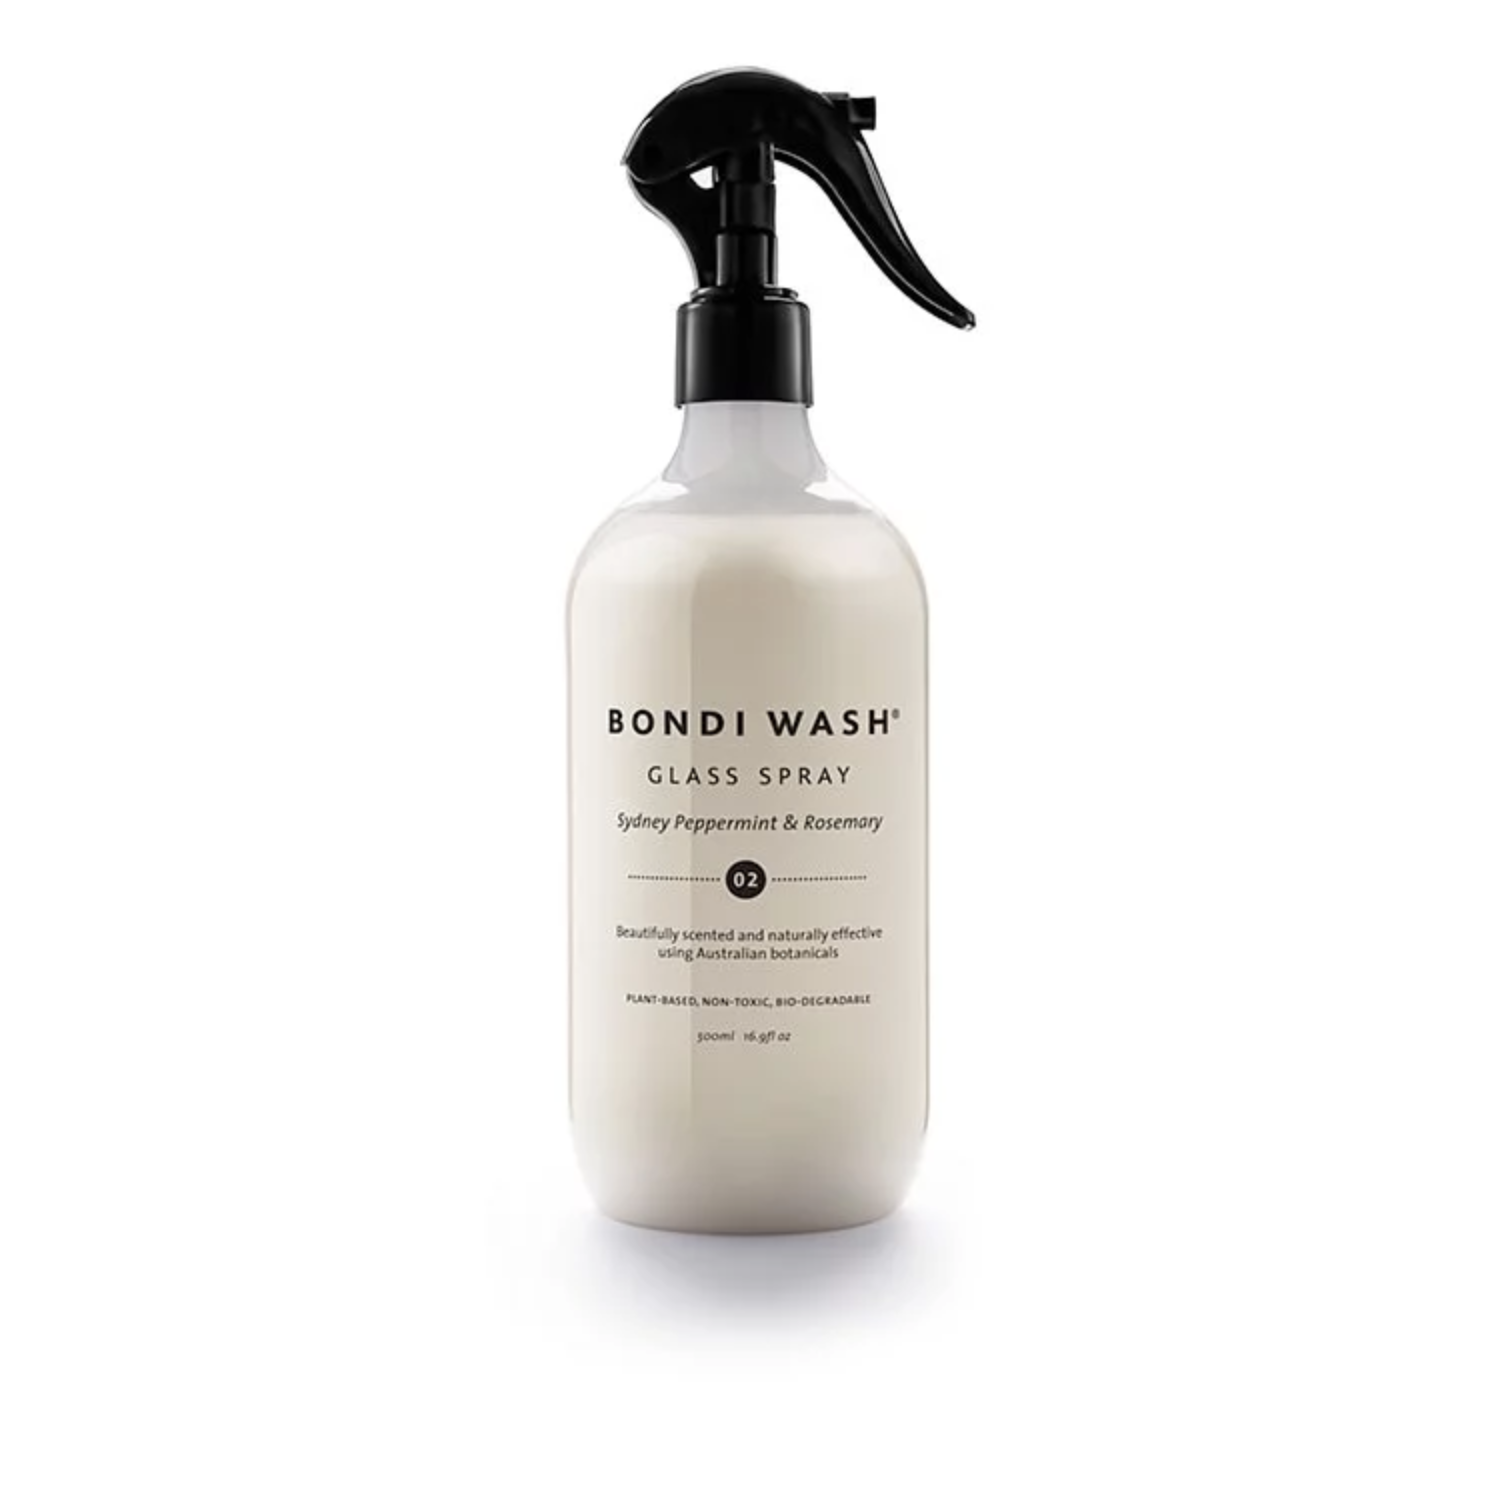 BONDI WASH®
GLASS SPRAY
Sydney Peppermint & Rosemary
02
Beautifully scented and naturally effective
using Australian botanicals
PLANT-BASED, NON-TOXIC, BIO-DEGRADABLE
500ml 16.9fl oz